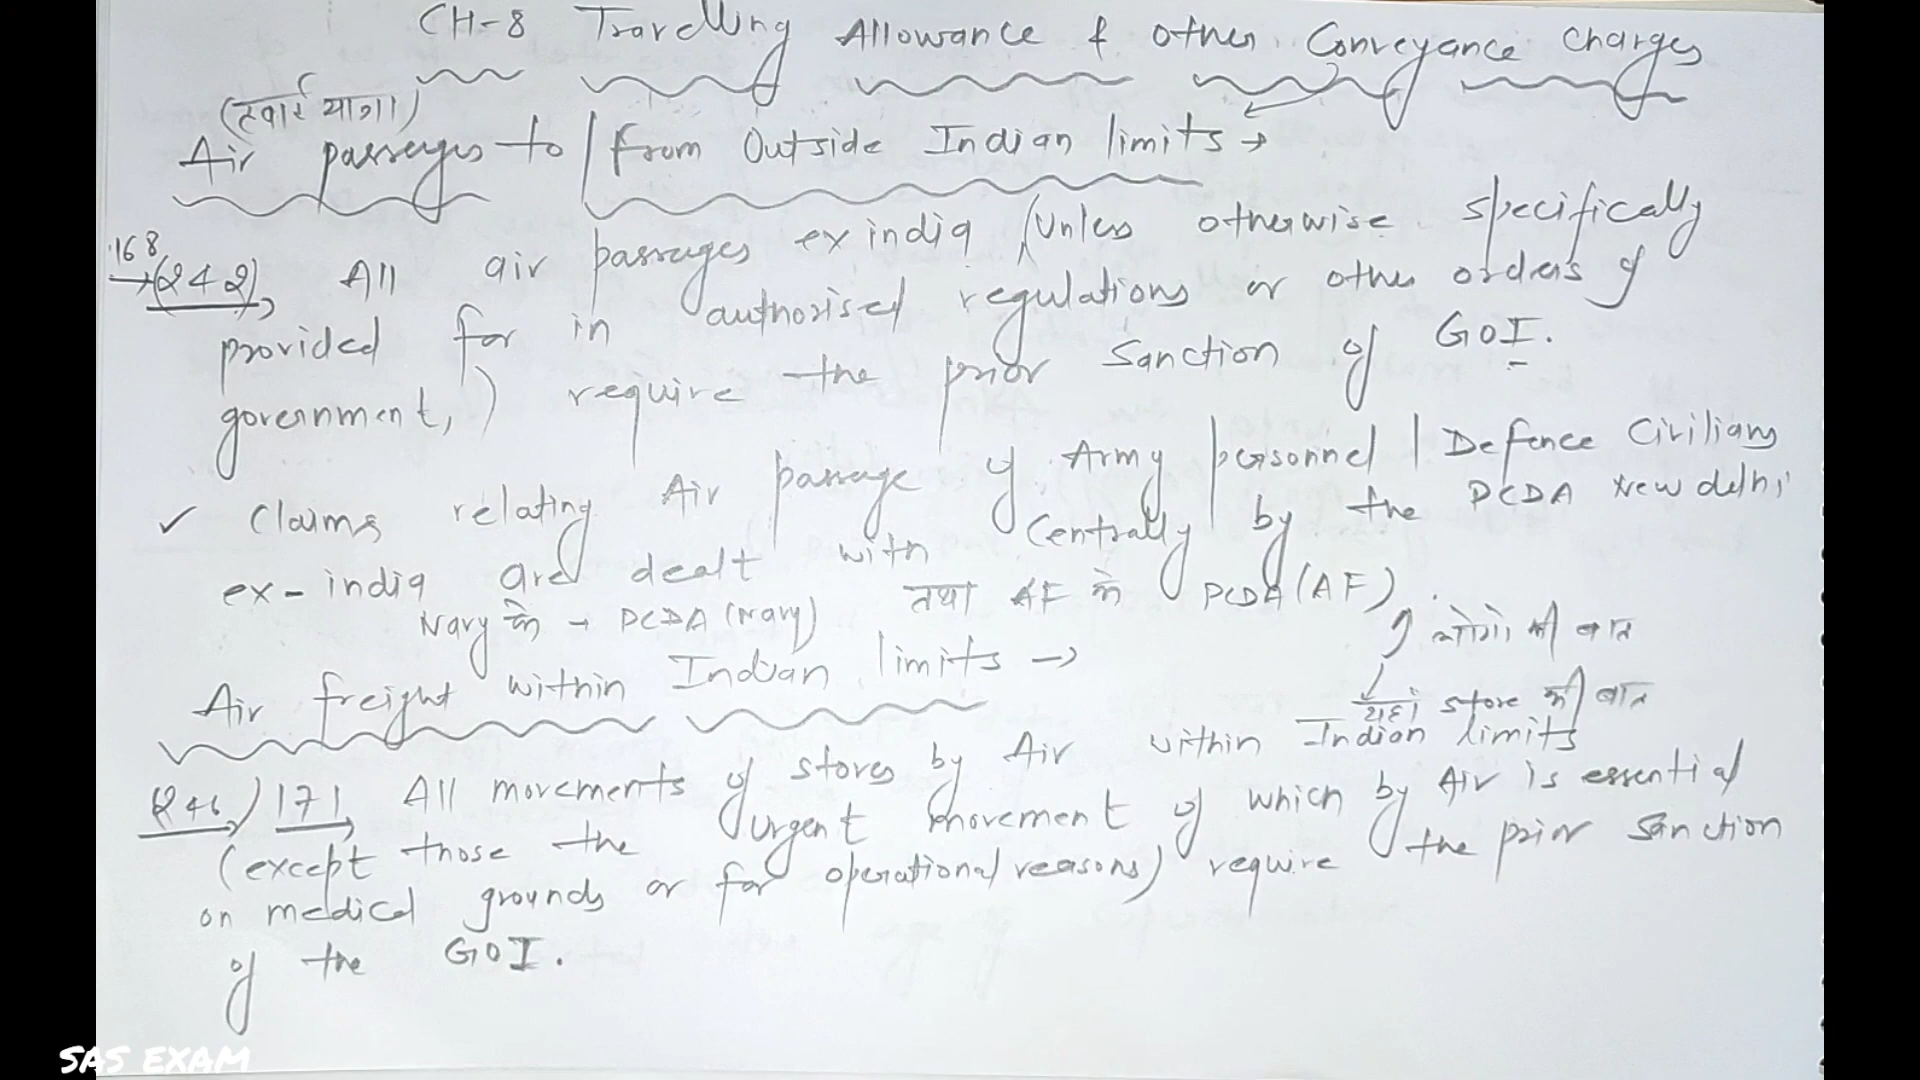 CH-8 Travelling Allowance & other Conveyance charges
(हवाई यात्रा)
Air passages to / from Outside Indian limits →
168
→(242) All air passages ex india (Unless otherwise specifically
provided for in authorised regulations or other orders of
government,) require the prior Sanction of GOI.
✓ Claims relating Air passage of Army personnel / Defence Civilians
ex-india are dealt with Centrally by the PCDA New delhi
Navy के → PCDA (Navy) तथा AF के PCDA (AF).
लोगो की बात
Air freight within Indian limits →
यहां store की बात
(246) 171, All movements of stores by Air within Indian limits
(except those the urgent movement of which by Air is essential
on medical grounds or for operational reasons) require the prior Sanction
of the GOI.
SAS EXAM